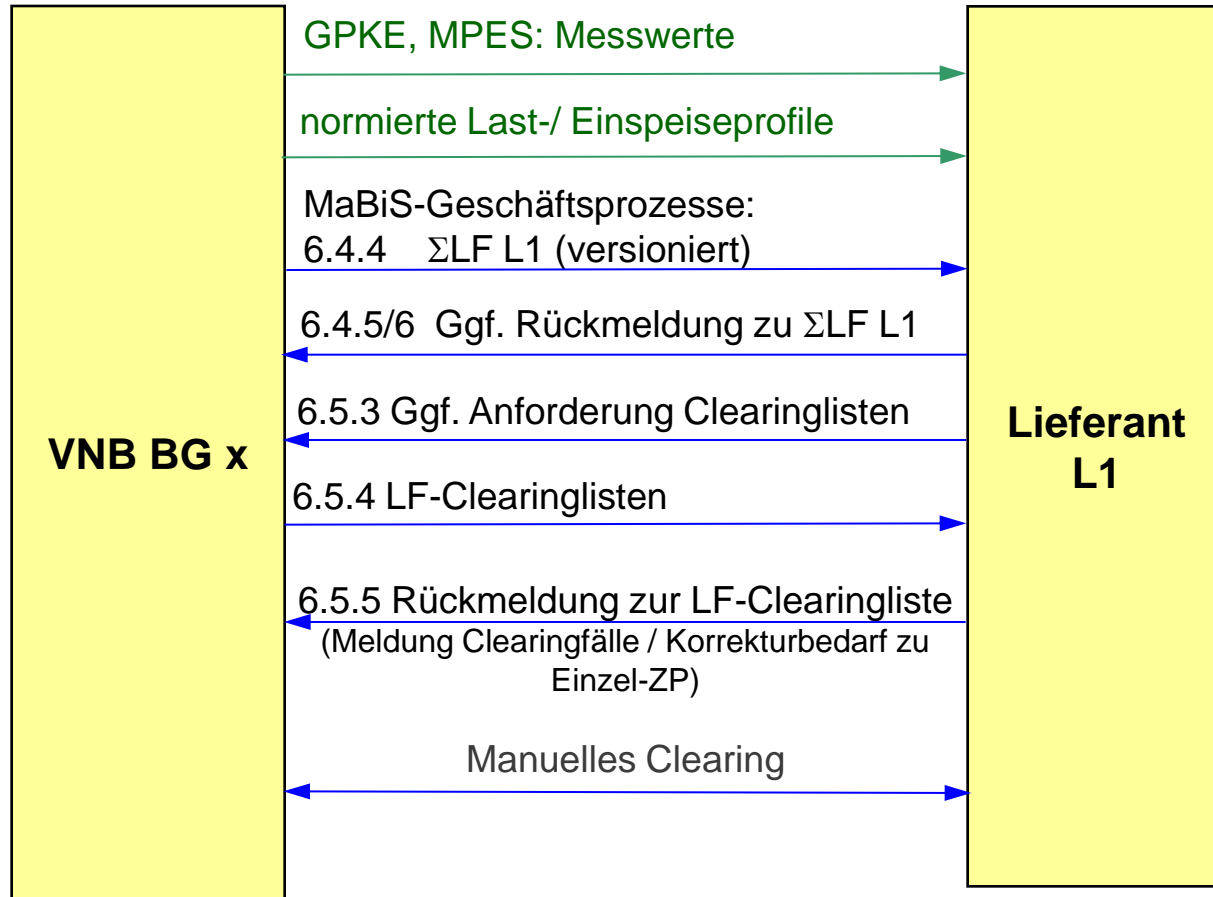 GPKE, MPES: Messwerte
normierte Last-/ Einspeiseprofile
MaBiS-Geschäftsprozesse:
6.4.4 ΣLF L1 (versioniert)
6.4.5/6 Ggf. Rückmeldung zu ΣLF L1
6.5.3 Ggf. Anforderung Clearinglisten
VNB BG x
Lieferant
L1
6.5.4 LF-Clearinglisten
6.5.5 Rückmeldung zur LF-Clearingliste
(Meldung Clearingfälle / Korrekturbedarf zu
Einzel-ZP)
Manuelles Clearing